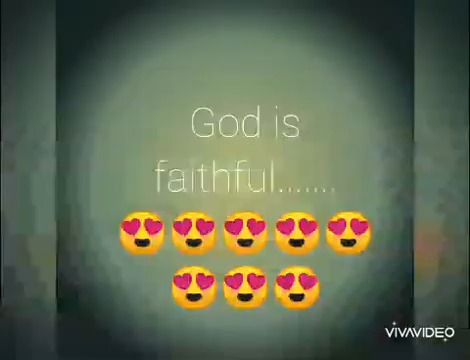 God is
faithful.......
😍😍😍😍😍
😍😍😍
VIVAVIDEO